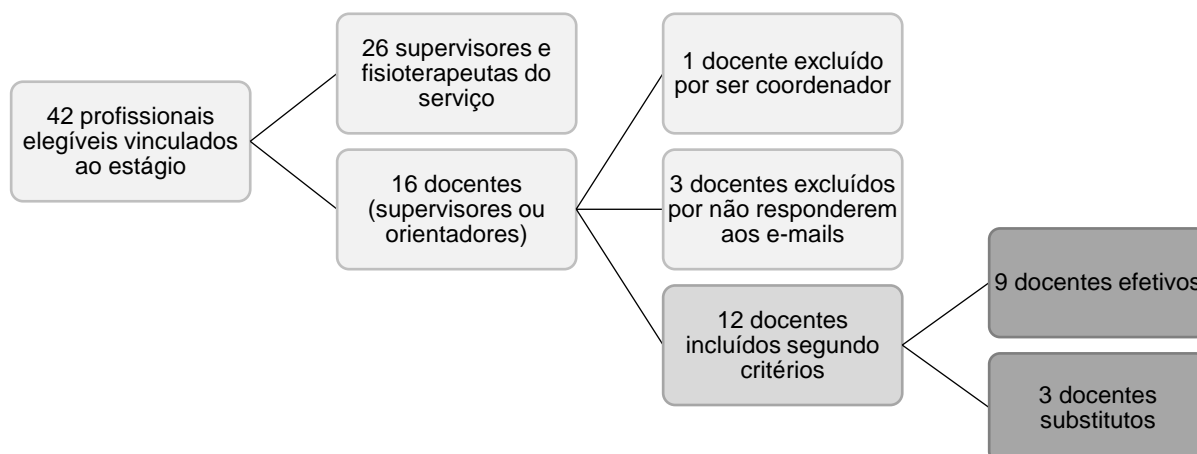 42 profissionais
elegíveis vinculados
ao estágio
26 supervisores e
fisioterapeutas do
serviço
16 docentes
(supervisores ou
orientadores)
1 docente excluído
por ser coordenador
3 docentes excluídos
por não responderem
aos e-mails
12 docentes
incluídos segundo
critérios
9 docentes efetivos
3 docentes
substitutos